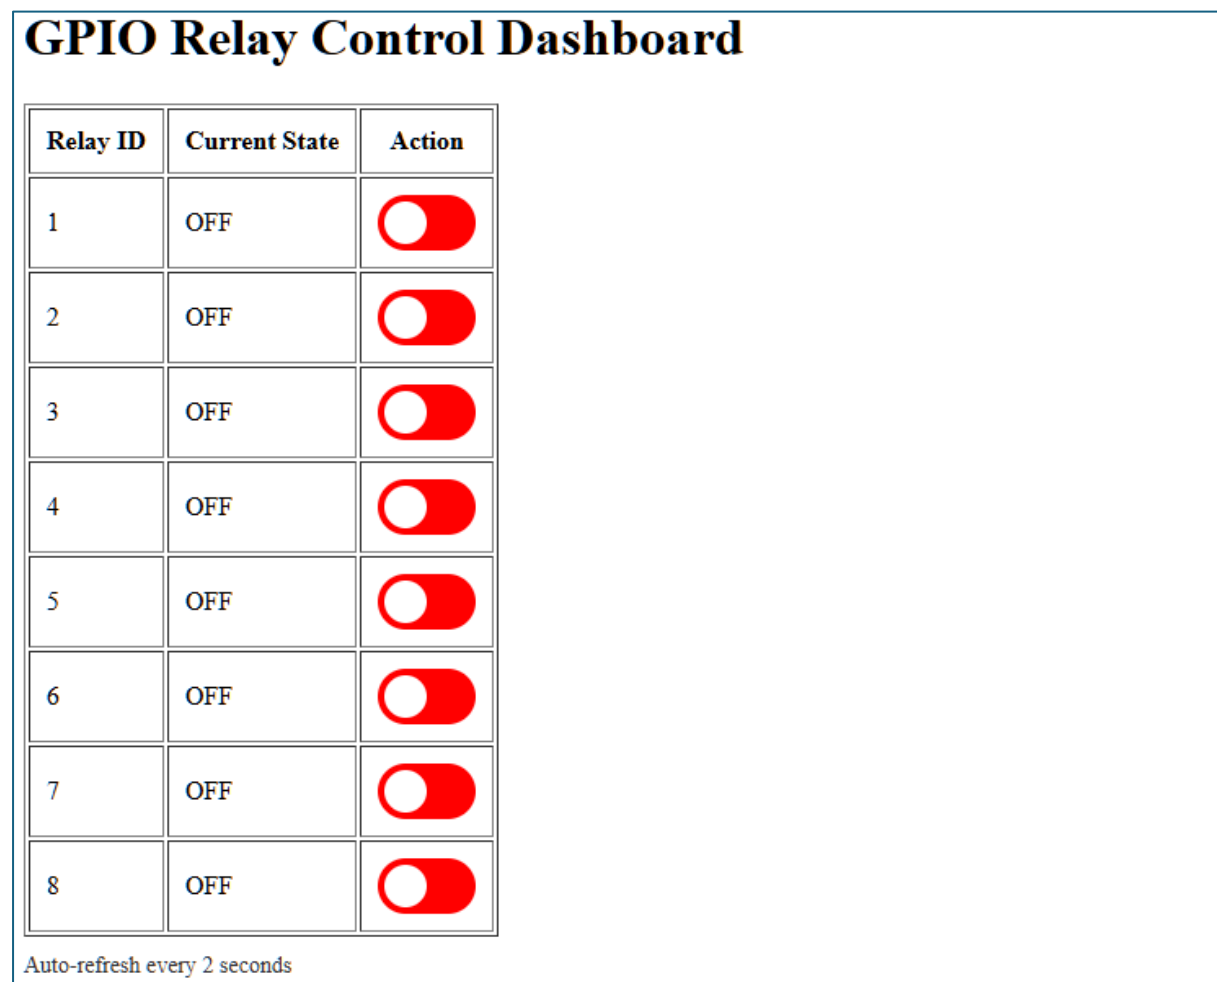 GPIO Relay Control Dashboard
Relay ID Current State Action
1 OFF
2 OFF
3 OFF
4 OFF
5 OFF
6 OFF
7 OFF
8 OFF
Auto-refresh every 2 seconds